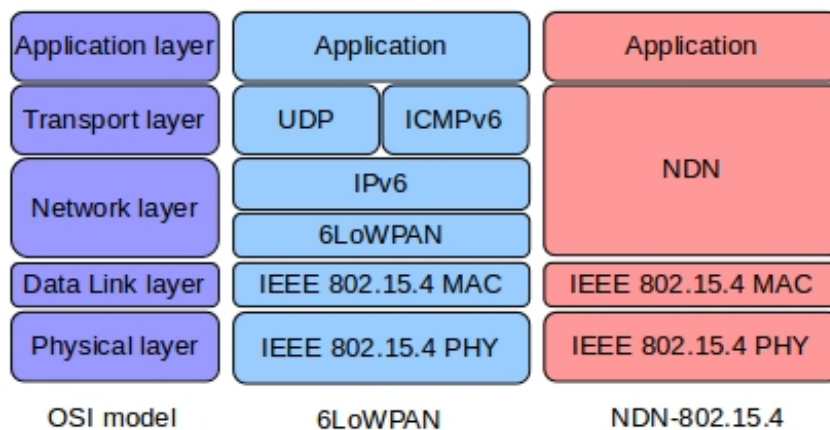 Application layer
Application
Application
Transport layer
UDP
ICMPv6
NDN
Network layer
IPv6
6LoWPAN
Data Link layer
IEEE 802.15.4 MAC
IEEE 802.15.4 MAC
Physical layer
IEEE 802.15.4 PHY
IEEE 802.15.4 PHY
OSI model
6LoWPAN
NDN-802.15.4